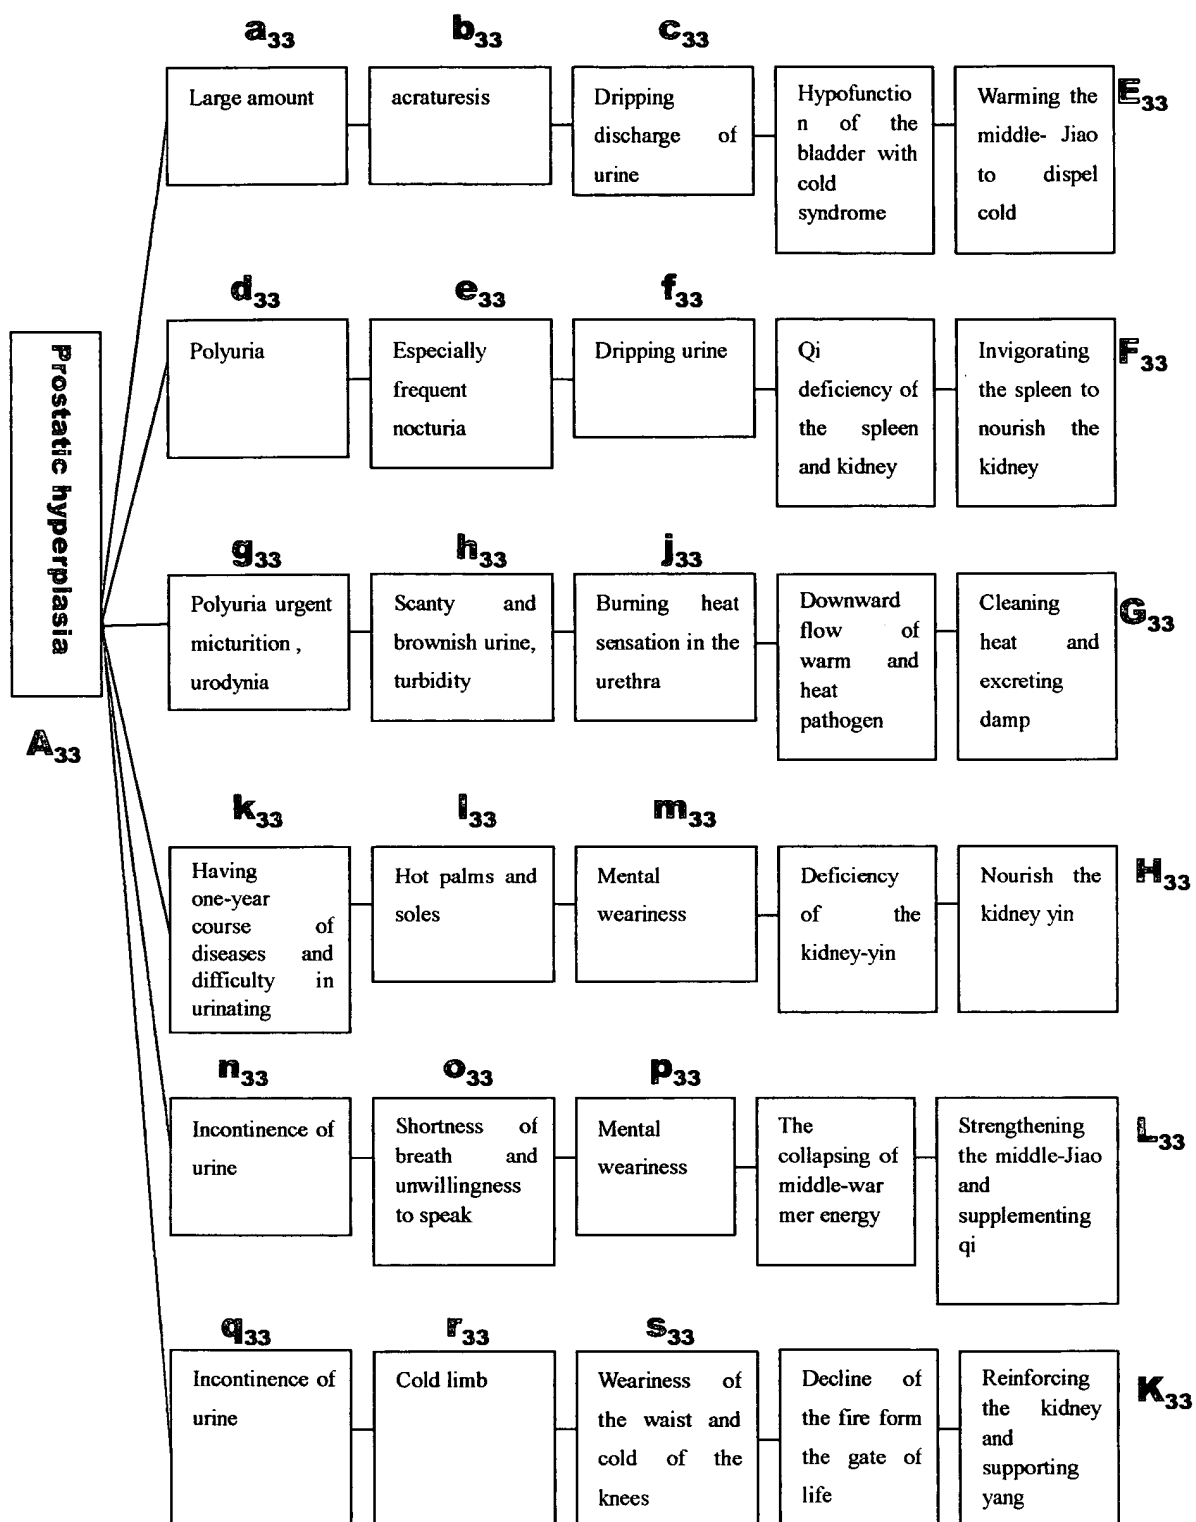 a33 b33 c33
Large amount
acraturesis
Dripping
discharge of
urine
Hypofunctio
n of the
bladder with
cold
syndrome
Warming the
middle- Jiao
to dispel
cold
E33
d33 e33 f33
Polyuria
Especially
frequent
nocturia
Dripping urine
Qi
deficiency of
the spleen
and kidney
Invigorating
the spleen to
nourish the
kidney
F33
Prostatic hyperplasia
A33
g33 h33 j33
Polyuria urgent
micturition ,
urodynia
Scanty and
brownish urine,
turbidity
Burning heat
sensation in the
urethra
Downward
flow of
warm and
heat
pathogen
Cleaning
heat and
excreting
damp
G33
k33 l33 m33
Having
one-year
course of
diseases and
difficulty in
urinating
Hot palms and
soles
Mental
weariness
Deficiency
of the
kidney-yin
Nourish the
kidney yin
H33
n33 o33 p33
Incontinence of
urine
Shortness of
breath and
unwillingness
to speak
Mental
weariness
The
collapsing of
middle-war
mer energy
Strengthening
the middle-Jiao
and
supplementing
qi
L33
q33 r33 s33
Incontinence of
urine
Cold limb
Weariness of
the waist and
cold of the
knees
Decline of
the fire form
the gate of
life
Reinforcing
the kidney
and
supporting
yang
K33